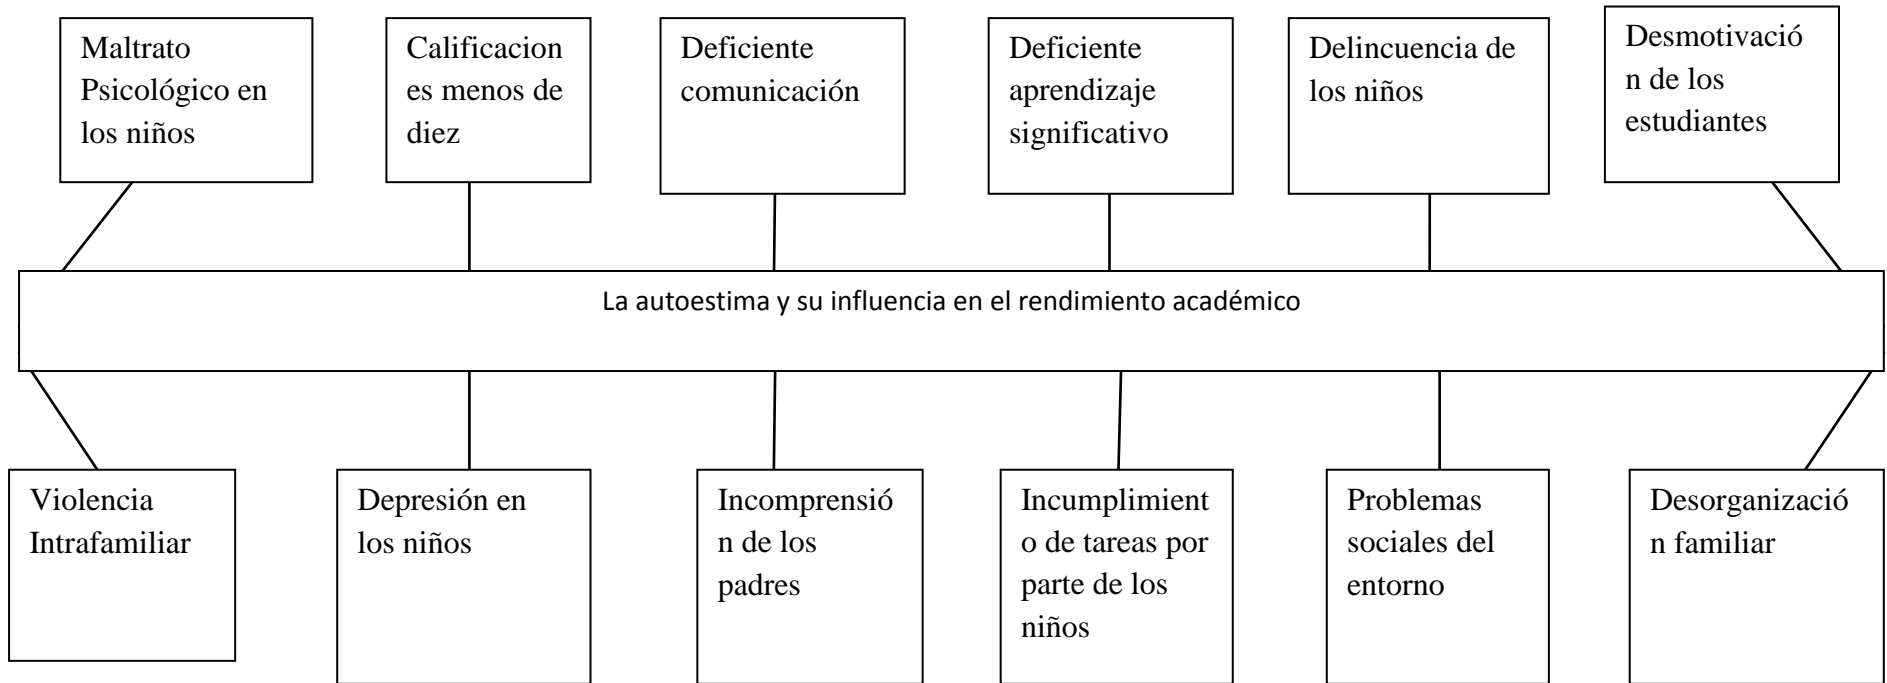 Maltrato
Psicológico en
los niños
Calificacion
es menos de
diez
Deficiente
comunicación
Deficiente
aprendizaje
significativo
Delincuencia de
los niños
Desmotivació
n de los
estudiantes
La autoestima y su influencia en el rendimiento académico
Violencia
Intrafamiliar
Depresión en
los niños
Incomprensió
n de los
padres
Incumplimient
o de tareas por
parte de los
niños
Problemas
sociales del
entorno
Desorganizació
n familiar